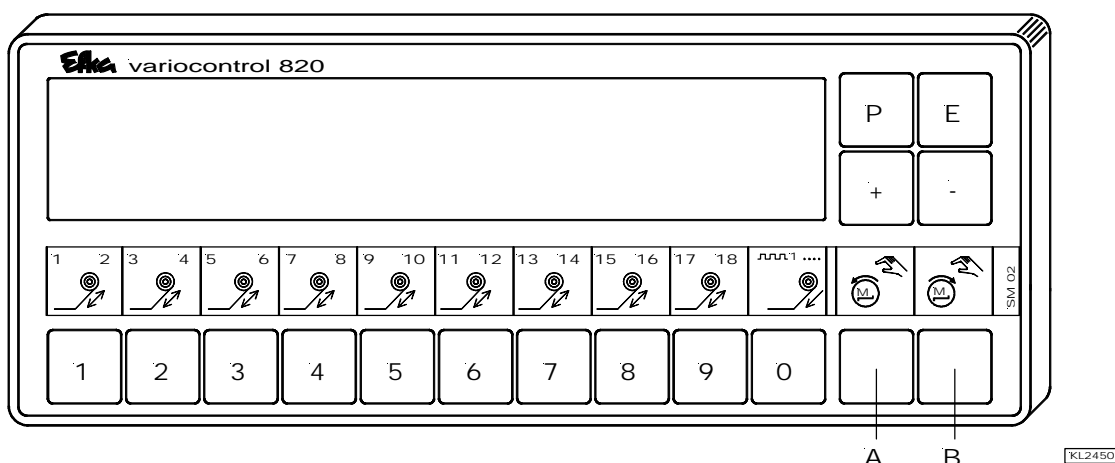 Efka variocontrol 820
P E
+ -
1 2 3 4 5 6 7 8 9 10 11 12 13 14 15 16 17 18 1 ....
M M
SM 02
1 2 3 4 5 6 7 8 9 0
A B
KL2450